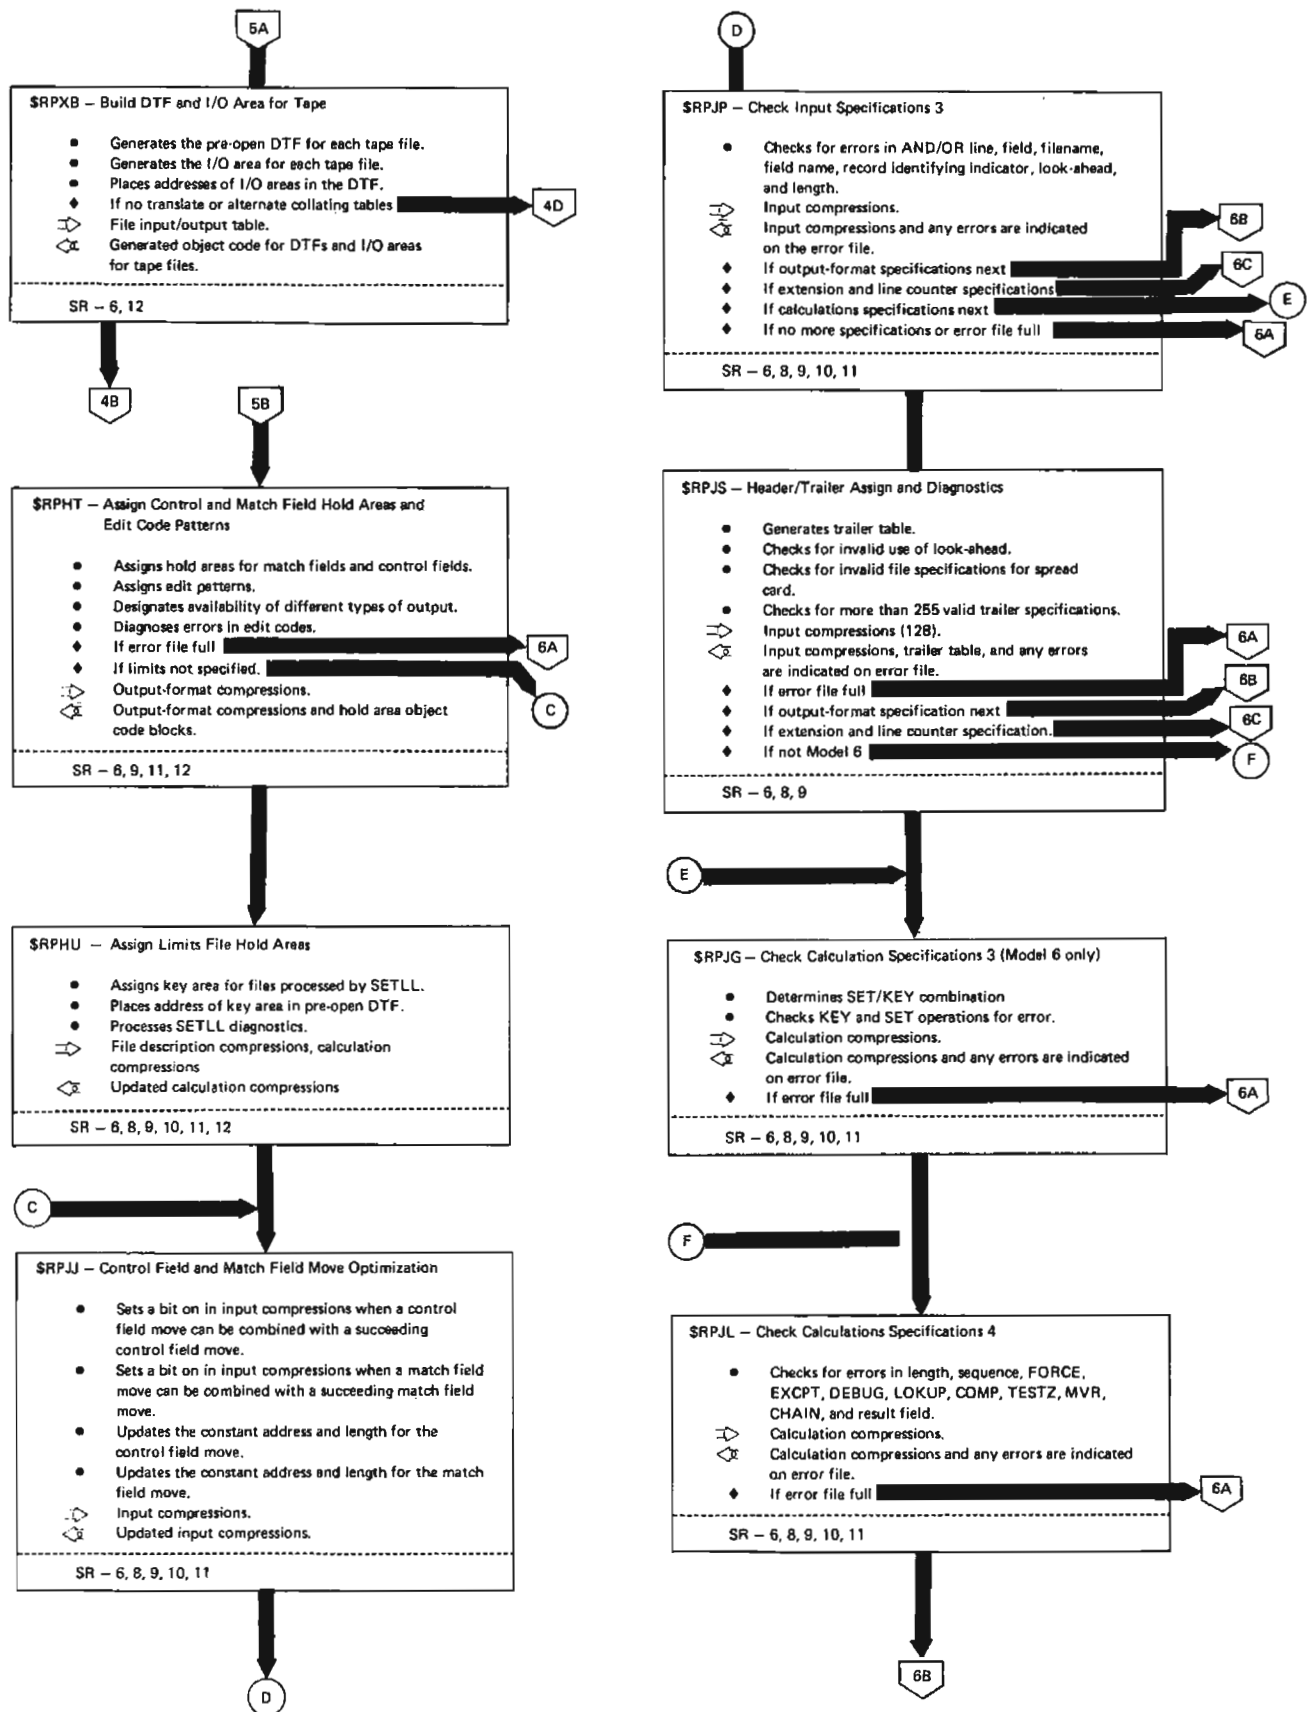 5A
$RPXB – Build DTF and I/O Area for Tape
Generates the pre-open DTF for each tape file.
Generates the I/O area for each tape file.
Places addresses of I/O areas in the DTF.
If no translate or alternate collating tables
4D
File input/output table.
Generated object code for DTFs and I/O areas
for tape files.
SR – 6, 12
4B
5B
$RPHT – Assign Control and Match Field Hold Areas and
Edit Code Patterns
Assigns hold areas for match fields and control fields.
Assigns edit patterns.
Designates availability of different types of output.
Diagnoses errors in edit codes.
If error file full
6A
If limits not specified.
C
Output-format compressions.
Output-format compressions and hold area object
code blocks.
SR – 6, 9, 11, 12
$RPHU – Assign Limits File Hold Areas
Assigns key area for files processed by SETLL.
Places address of key area in pre-open DTF.
Processes SETLL diagnostics.
File description compressions, calculation
compressions
Updated calculation compressions
SR – 6, 8, 9, 10, 11, 12
C
$RPJJ – Control Field and Match Field Move Optimization
Sets a bit on in input compressions when a control
field move can be combined with a succeeding
control field move.
Sets a bit on in input compressions when a match field
move can be combined with a succeeding match field
move.
Updates the constant address and length for the
control field move.
Updates the constant address and length for the match
field move.
Input compressions.
Updated input compressions.
SR – 6, 8, 9, 10, 11
D
D
$RPJP – Check Input Specifications 3
Checks for errors in AND/OR line, field, filename,
field name, record identifying indicator, look-ahead,
and length.
Input compressions.
Input compressions and any errors are indicated
on the error file.
If output-format specifications next
6B
If extension and line counter specifications
6C
If calculations specifications next
E
If no more specifications or error file full
6A
SR – 6, 8, 9, 10, 11
$RPJS – Header/Trailer Assign and Diagnostics
Generates trailer table.
Checks for invalid use of look-ahead.
Checks for invalid file specifications for spread
card.
Checks for more than 255 valid trailer specifications.
Input compressions (128).
Input compressions, trailer table, and any errors
are indicated on error file.
If error file full
6A
If output-format specification next
6B
If extension and line counter specification.
6C
If not Model 6
F
SR – 6, 8, 9
E
$RPJG – Check Calculation Specifications 3 (Model 6 only)
Determines SET/KEY combination
Checks KEY and SET operations for error.
Calculation compressions.
Calculation compressions and any errors are indicated
on error file.
If error file full
6A
SR – 6, 8, 9, 10, 11
F
$RPJL – Check Calculations Specifications 4
Checks for errors in length, sequence, FORCE,
EXCPT, DEBUG, LOKUP, COMP, TESTZ, MVR,
CHAIN, and result field.
Calculation compressions.
Calculation compressions and any errors are indicated
on error file.
If error file full
6A
SR – 6, 8, 9, 10, 11
6B